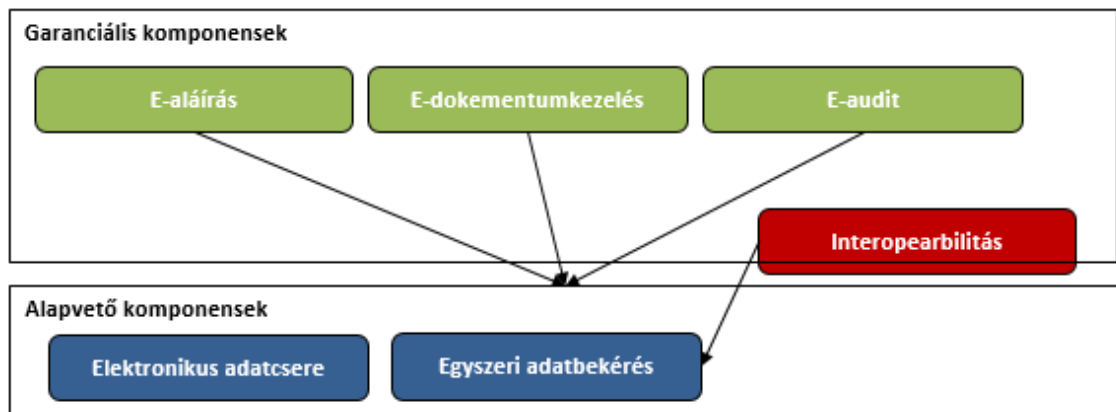 Garanciális komponensek
E-aláírás
E-dokementumkezelés
E-audit
Interopearbilitás
Alapvető komponensek
Elektronikus adatcsere
Egyszeri adatbekérés